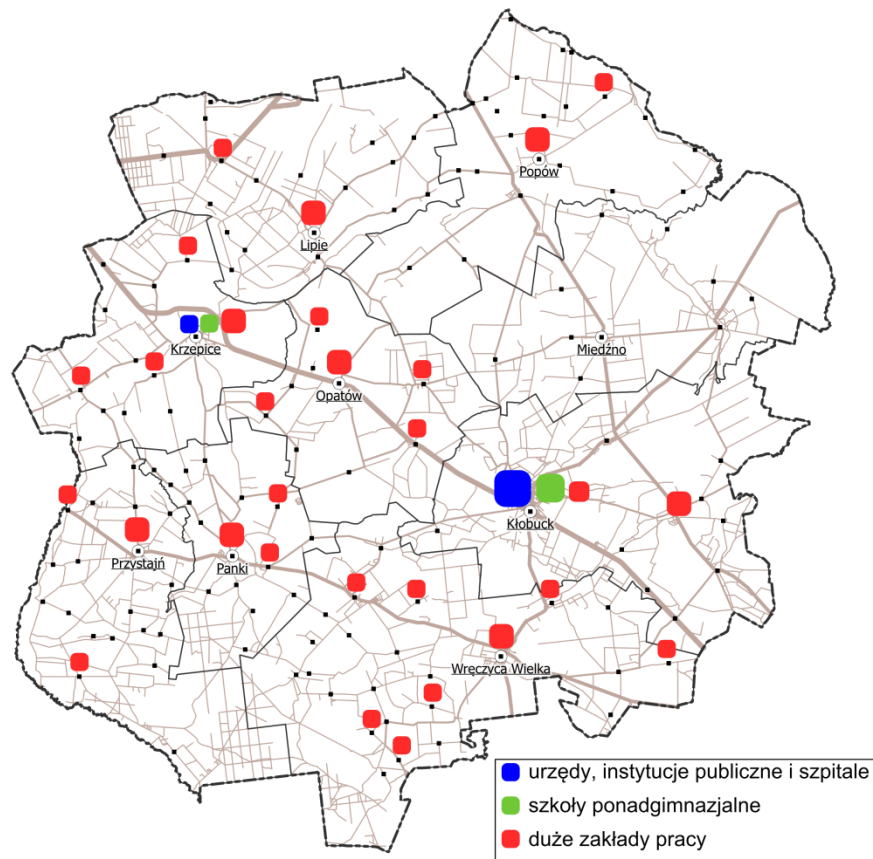 Popów
Lipie
Krzepice
Miedźno
Opatów
Kłobuck
Przystajń
Panki
Wręczyca Wielka
urzędy, instytucje publiczne i szpitale
szkoły ponadgimnazjalne
duże zakłady pracy